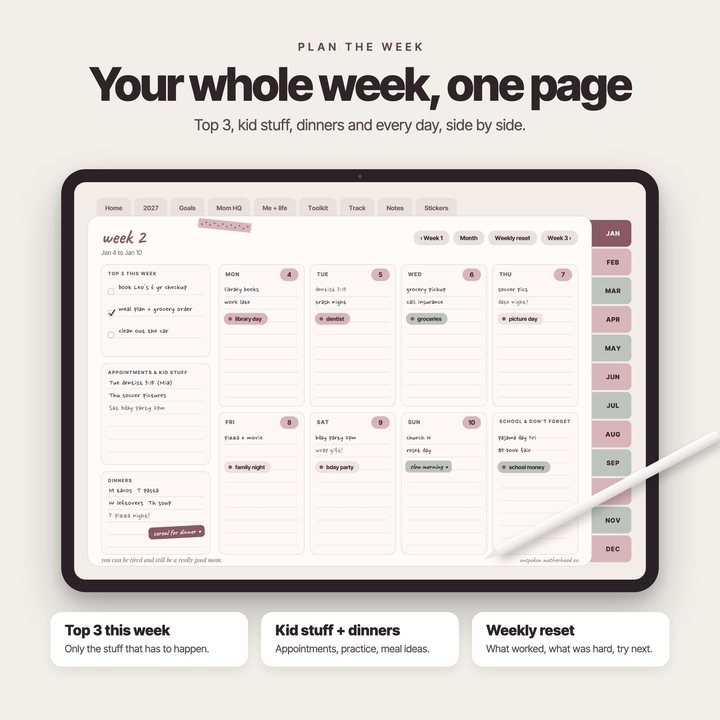 PLAN THE WEEK
Your whole week, one page
Top 3, kid stuff, dinners and every day, side by side.
Home 2027 Goals Mom HQ Me + life Toolkit Track Notes Stickers
week 2
Jan 4 to Jan 10
‹ Week 1 Month Weekly reset Week 3 ›
TOP 3 THIS WEEK
book Leo's 6 yr checkup
meal plan + grocery order
clean out the car
APPOINTMENTS & KID STUFF
Tue dentist 3:15 (Mia)
Thu soccer pictures
Sat bday party 2pm
DINNERS
M tacos T pasta
W leftovers Th soup
F pizza night!
cereal for dinner
MON 4
library books
work late
library day
TUE 5
dentist 3:15
trash night
dentist
WED 6
grocery pickup
call insurance
groceries
THU 7
soccer pics
date night?
picture day
FRI 8
pizza + movie
family night
SAT 9
bday party 2pm
wrap gift!
bday party
SUN 10
church 10
reset day
slow morning
SCHOOL & DON'T FORGET
pajama day Fri
book fair
school money
you can be tired and still be a really good mom.
unspoken motherhood co
JAN
FEB
MAR
APR
MAY
JUN
JUL
AUG
SEP
NOV
DEC
Top 3 this week
Only the stuff that has to happen.
Kid stuff + dinners
Appointments, practice, meal ideas.
Weekly reset
What worked, what was hard, try next.